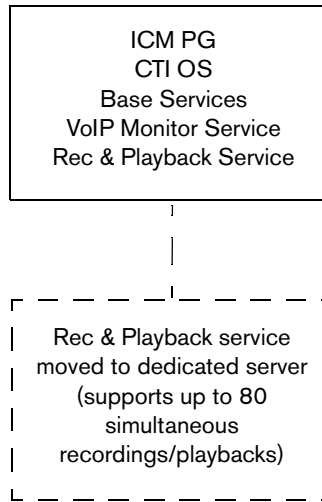 ICM PG
CTI OS
Base Services
VoIP Monitor Service
Rec & Playback Service
Rec & Playback service
moved to dedicated server
(supports up to 80
simultaneous
recordings/playbacks)